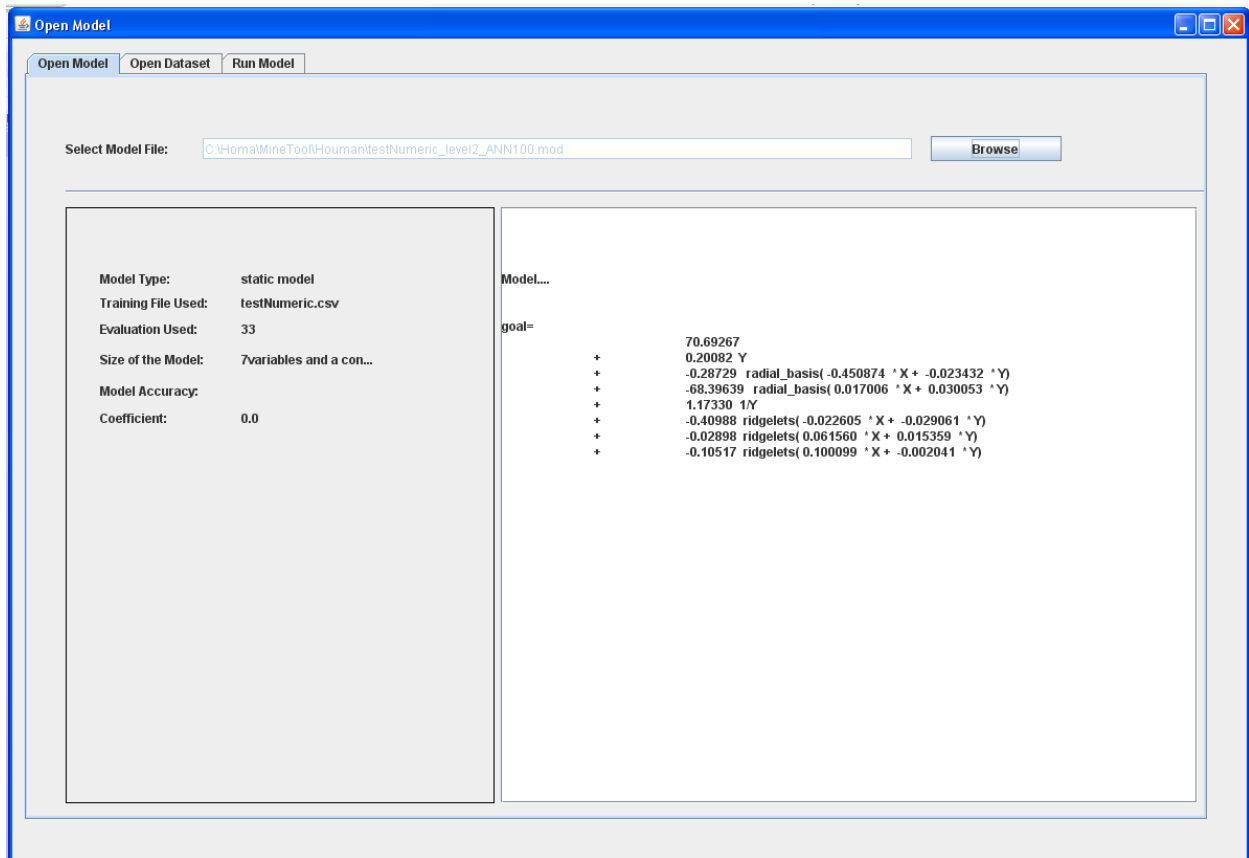 Open Model
Open Model Open Dataset Run Model
Select Model File: C:\Homa\MineTool\Houman\testNumeric_level2_ANN100.mod Browse
Model Type: static model
Training File Used: testNumeric.csv
Evaluation Used: 33
Size of the Model: 7variables and a con...
Model Accuracy:
Coefficient: 0.0
Model....
goal=
70.69267
+ 0.20082 Y
+ -0.28729 radial_basis( -0.450874 * X + -0.023432 * Y)
+ -68.39639 radial_basis( 0.017006 * X + 0.030053 * Y)
+ 1.17330 1/Y
+ -0.40988 ridgelets( -0.022605 * X + -0.029061 * Y)
+ -0.02898 ridgelets( 0.061560 * X + 0.015359 * Y)
+ -0.10517 ridgelets( 0.100099 * X + -0.002041 * Y)